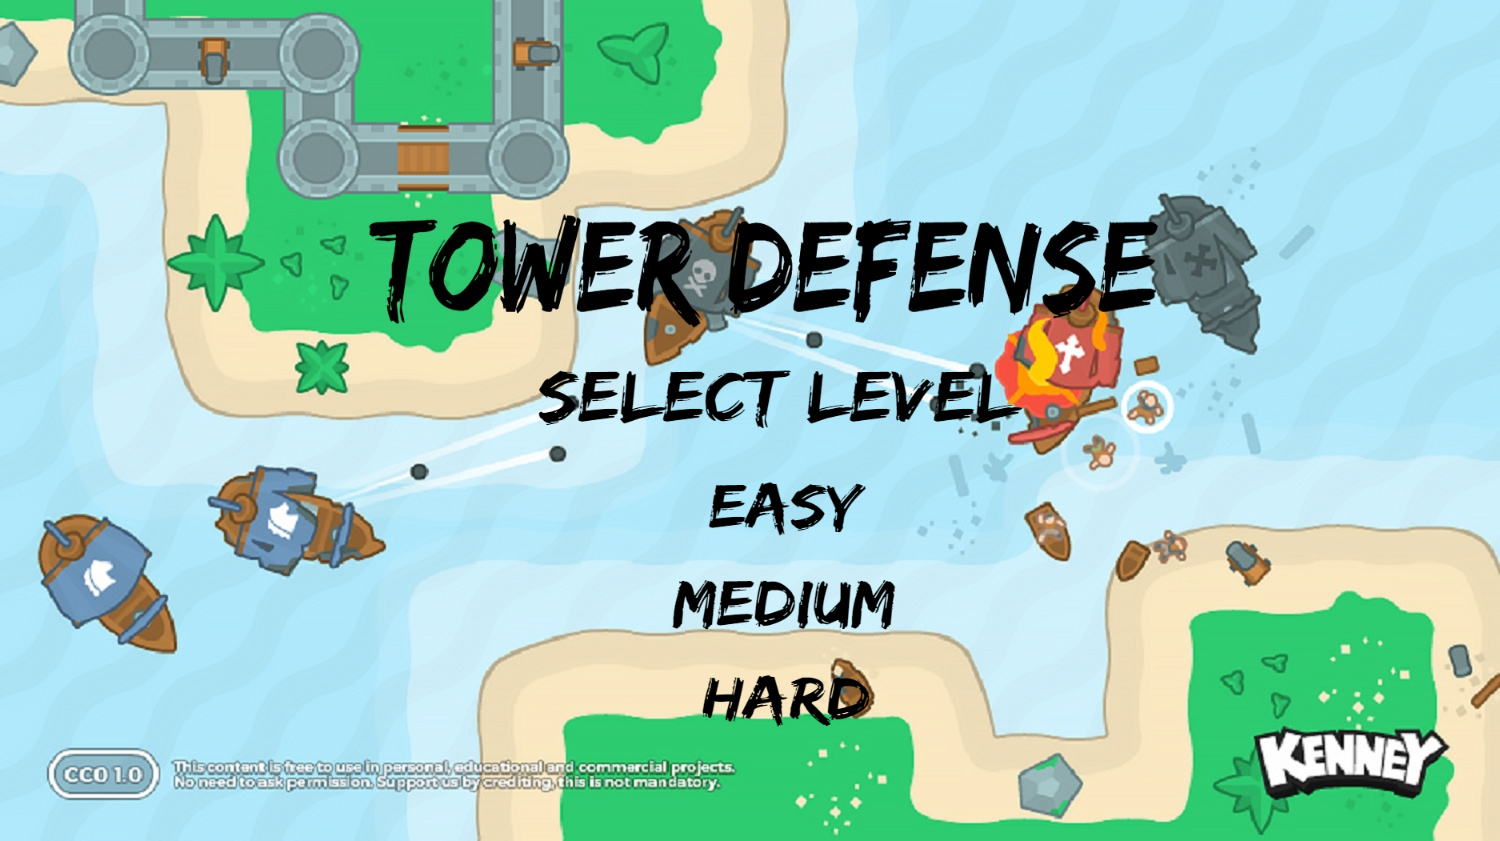 TOWER DEFENSE
SELECT LEVEL
EASY
MEDIUM
HARD
CC0 1.0
This content is free to use in personal, educational and commercial projects.
No need to ask permission. Support us by crediting, this is not mandatory.
KENNEY